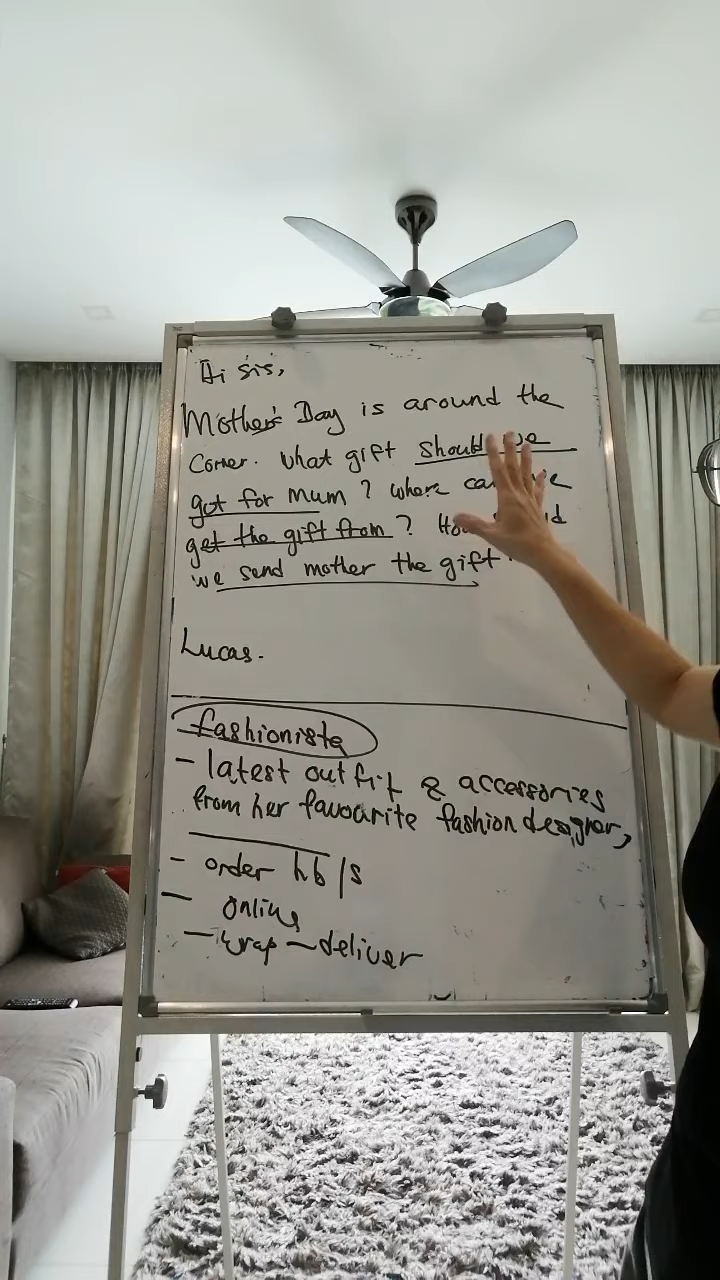 Hi sis,
Mother's Day is around the
corner. What gift should we
get for mum? Where can we
get the gift from? How
we send mother the gift
Lucas.
fashionista
- latest outfit & accessories
from her favourite fashion designer,
- order hb/s
- online
- wrap - deliver